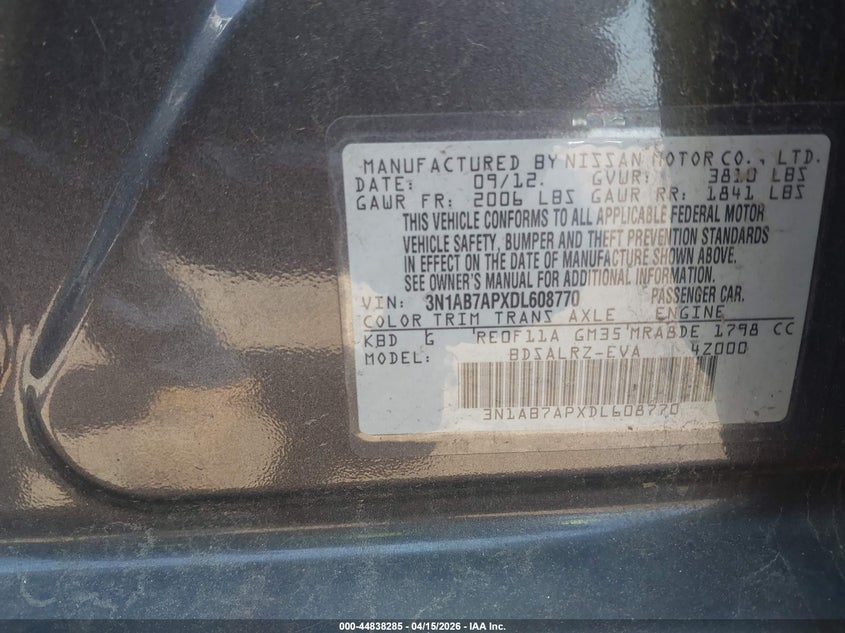 MANUFACTURED BY NISSAN MOTOR CO., LTD.
DATE: 09/12. GVWR: 3810 LBS
GAWR FR: 2006 LBS GAWR RR: 1841 LBS
THIS VEHICLE CONFORMS TO ALL APPLICABLE FEDERAL MOTOR
VEHICLE SAFETY, BUMPER AND THEFT PREVENTION STANDARDS
IN EFFECT ON THE DATE OF MANUFACTURE SHOWN ABOVE.
SEE OWNER'S MANUAL FOR ADDITIONAL INFORMATION.
VIN: 3N1AB7APXDL608770 PASSENGER CAR.
COLOR TRIM TRANS AXLE ENGINE
KBD G RE0F11A GM35 MRA8DE 1798 CC
MODEL: BDSALRZ-EVA 4Z000
3N1AB7APXDL608770
000-44838285 - 04/15/2026 - IAA Inc.